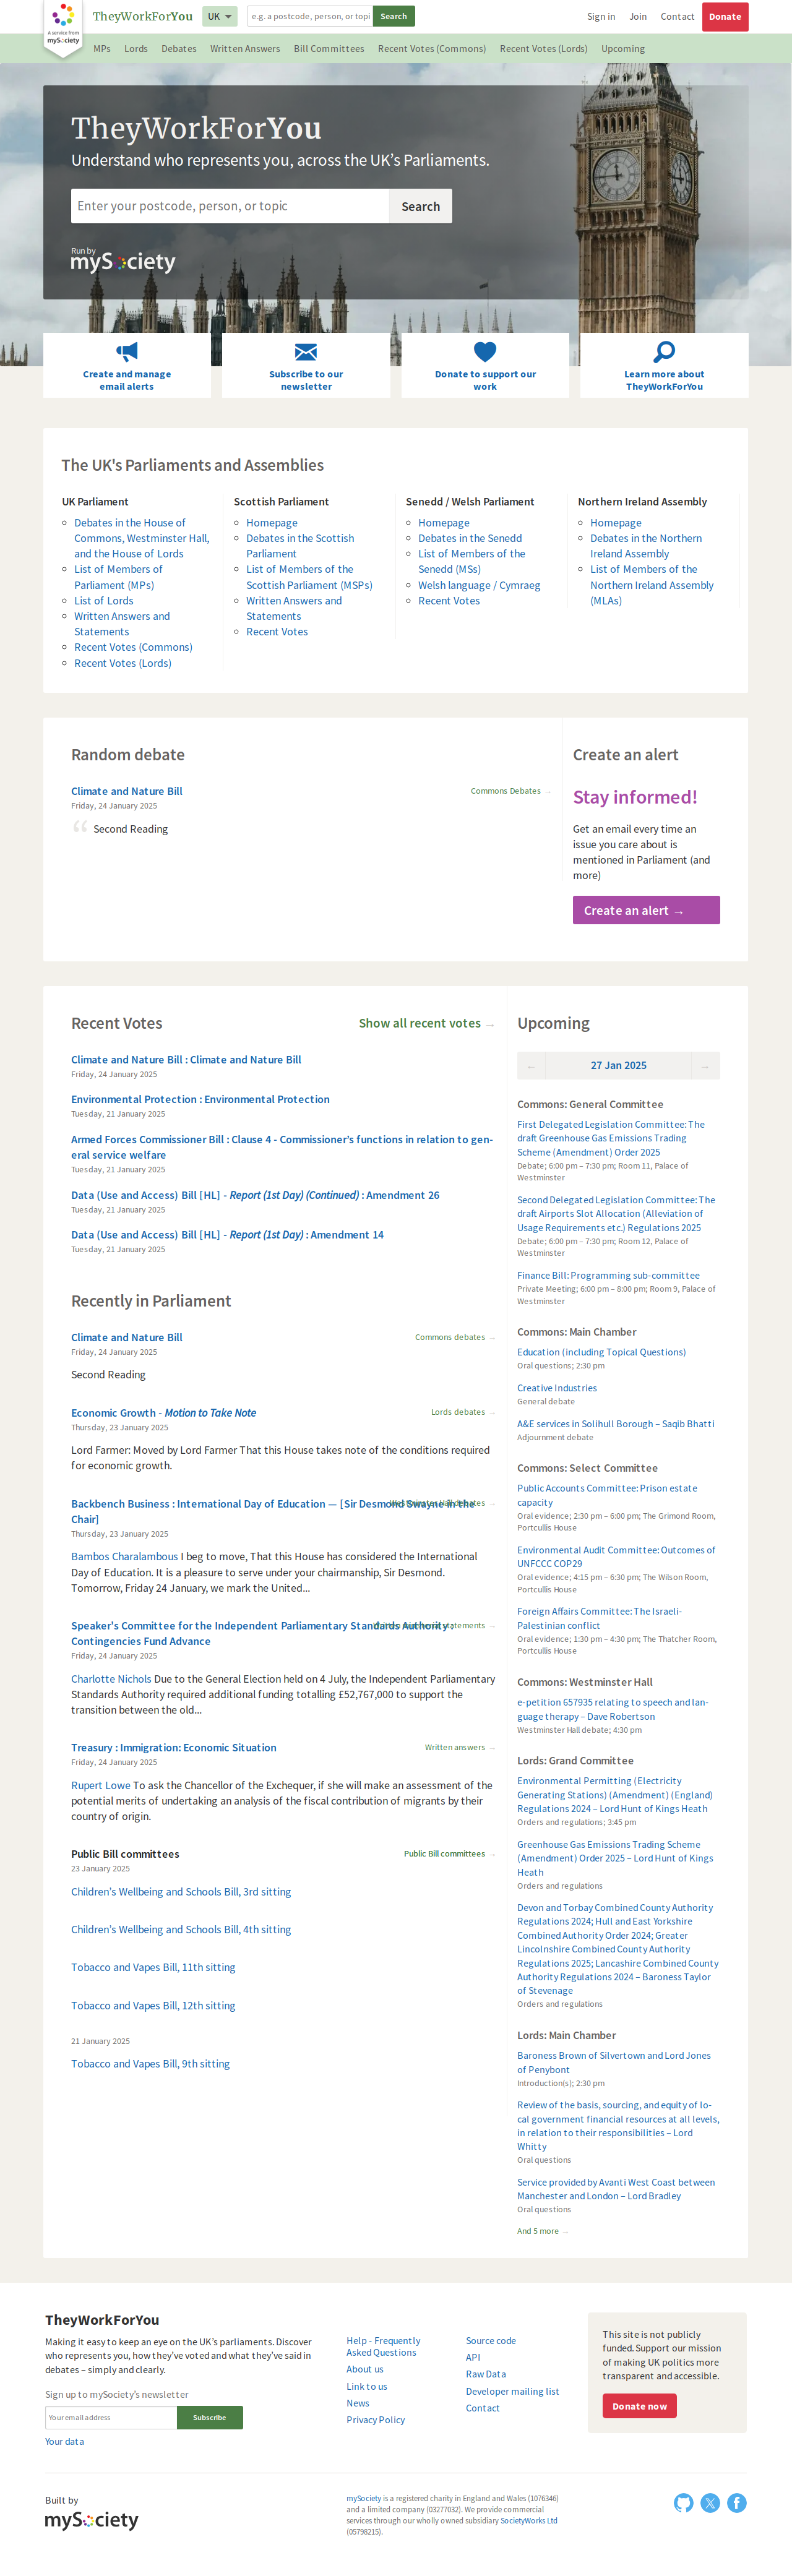 A service from
mySociety
TheyWorkForYou
UK
e.g. a postcode, person, or topi
Search
Sign in
Join
Contact
Donate
MPs
Lords
Debates
Written Answers
Bill Committees
Recent Votes (Commons)
Recent Votes (Lords)
Upcoming
TheyWorkForYou
Understand who represents you, across the UK’s Parliaments.
Enter your postcode, person, or topic
Search
Run by
mySociety
Create and manage
email alerts
Subscribe to our
newsletter
Donate to support our
work
Learn more about
TheyWorkForYou
The UK's Parliaments and Assemblies
UK Parliament
Debates in the House of
Commons, Westminster Hall,
and the House of Lords
List of Members of
Parliament (MPs)
List of Lords
Written Answers and
Statements
Recent Votes (Commons)
Recent Votes (Lords)
Scottish Parliament
Homepage
Debates in the Scottish
Parliament
List of Members of the
Scottish Parliament (MSPs)
Written Answers and
Statements
Recent Votes
Senedd / Welsh Parliament
Homepage
Debates in the Senedd
List of Members of the
Senedd (MSs)
Welsh language / Cymraeg
Recent Votes
Northern Ireland Assembly
Homepage
Debates in the Northern
Ireland Assembly
List of Members of the
Northern Ireland Assembly
(MLAs)
Random debate
Climate and Nature Bill
Commons Debates →
Friday, 24 January 2025
“ Second Reading
Create an alert
Stay informed!
Get an email every time an
issue you care about is
mentioned in Parliament (and
more)
Create an alert →
Recent Votes
Show all recent votes →
Climate and Nature Bill : Climate and Nature Bill
Friday, 24 January 2025
Environmental Protection : Environmental Protection
Tuesday, 21 January 2025
Armed Forces Commissioner Bill : Clause 4 - Commissioner’s functions in relation to gen-
eral service welfare
Tuesday, 21 January 2025
Data (Use and Access) Bill [HL] - Report (1st Day) (Continued) : Amendment 26
Tuesday, 21 January 2025
Data (Use and Access) Bill [HL] - Report (1st Day) : Amendment 14
Tuesday, 21 January 2025
Recently in Parliament
Climate and Nature Bill
Commons debates →
Friday, 24 January 2025
Second Reading
Economic Growth - Motion to Take Note
Lords debates →
Thursday, 23 January 2025
Lord Farmer: Moved by Lord Farmer That this House takes note of the conditions required
for economic growth.
Backbench Business : International Day of Education — [Sir Desmond Swayne in the
Chair]
Thursday, 23 January 2025
Bambos Charalambous I beg to move, That this House has considered the International
Day of Education. It is a pleasure to serve under your chairmanship, Sir Desmond.
Tomorrow, Friday 24 January, we mark the United...
Speaker's Committee for the Independent Parliamentary Standards Authority :
Contingencies Fund Advance
Friday, 24 January 2025
Charlotte Nichols Due to the General Election held on 4 July, the Independent Parliamentary
Standards Authority required additional funding totalling £52,767,000 to support the
transition between the old...
Treasury : Immigration: Economic Situation
Written answers →
Friday, 24 January 2025
Rupert Lowe To ask the Chancellor of the Exchequer, if she will make an assessment of the
potential merits of undertaking an analysis of the fiscal contribution of migrants by their
country of origin.
Public Bill committees
Public Bill committees →
23 January 2025
Children’s Wellbeing and Schools Bill, 3rd sitting
Children’s Wellbeing and Schools Bill, 4th sitting
Tobacco and Vapes Bill, 11th sitting
Tobacco and Vapes Bill, 12th sitting
21 January 2025
Tobacco and Vapes Bill, 9th sitting
Upcoming
← 27 Jan 2025 →
Commons: General Committee
First Delegated Legislation Committee: The
draft Greenhouse Gas Emissions Trading
Scheme (Amendment) Order 2025
Debate; 6:00 pm – 7:30 pm; Room 11, Palace of
Westminster
Second Delegated Legislation Committee: The
draft Airports Slot Allocation (Alleviation of
Usage Requirements etc.) Regulations 2025
Debate; 6:00 pm – 7:30 pm; Room 12, Palace of
Westminster
Finance Bill: Programming sub-committee
Private Meeting; 6:00 pm – 8:00 pm; Room 9, Palace of
Westminster
Commons: Main Chamber
Education (including Topical Questions)
Oral questions; 2:30 pm
Creative Industries
General debate
A&E services in Solihull Borough – Saqib Bhatti
Adjournment debate
Commons: Select Committee
Public Accounts Committee: Prison estate
capacity
Oral evidence; 2:30 pm – 6:00 pm; The Grimond Room,
Portcullis House
Environmental Audit Committee: Outcomes of
UNFCCC COP29
Oral evidence; 4:15 pm – 6:30 pm; The Wilson Room,
Portcullis House
Foreign Affairs Committee: The Israeli-
Palestinian conflict
Oral evidence; 1:30 pm – 4:30 pm; The Thatcher Room,
Portcullis House
Commons: Westminster Hall
e-petition 657935 relating to speech and lan-
guage therapy – Dave Robertson
Westminster Hall debate; 4:30 pm
Lords: Grand Committee
Environmental Permitting (Electricity
Generating Stations) (Amendment) (England)
Regulations 2024 – Lord Hunt of Kings Heath
Orders and regulations; 3:45 pm
Greenhouse Gas Emissions Trading Scheme
(Amendment) Order 2025 – Lord Hunt of Kings
Heath
Orders and regulations
Devon and Torbay Combined County Authority
Regulations 2024; Hull and East Yorkshire
Combined Authority Order 2024; Greater
Lincolnshire Combined County Authority
Regulations 2025; Lancashire Combined County
Authority Regulations 2024 – Baroness Taylor
of Stevenage
Orders and regulations
Lords: Main Chamber
Baroness Brown of Silvertown and Lord Jones
of Penybont
Introduction(s); 2:30 pm
Review of the basis, sourcing, and equity of lo-
cal government financial resources at all levels,
in relation to their responsibilities – Lord
Whitty
Oral questions
Service provided by Avanti West Coast between
Manchester and London – Lord Bradley
Oral questions
And 5 more →
TheyWorkForYou
Making it easy to keep an eye on the UK’s parliaments. Discover
who represents you, how they’ve voted and what they’ve said in
debates – simply and clearly.
Sign up to mySociety’s newsletter
Your email address
Subscribe
Your data
Help - Frequently
Asked Questions
About us
Link to us
News
Privacy Policy
Source code
API
Raw Data
Developer mailing list
Contact
This site is not publicly
funded. Support our mission
of making UK politics more
transparent and accessible.
Donate now
Built by
mySociety
mySociety is a registered charity in England and Wales (1076346)
and a limited company (03277032). We provide commercial
services through our wholly owned subsidiary SocietyWorks Ltd
(05798215).